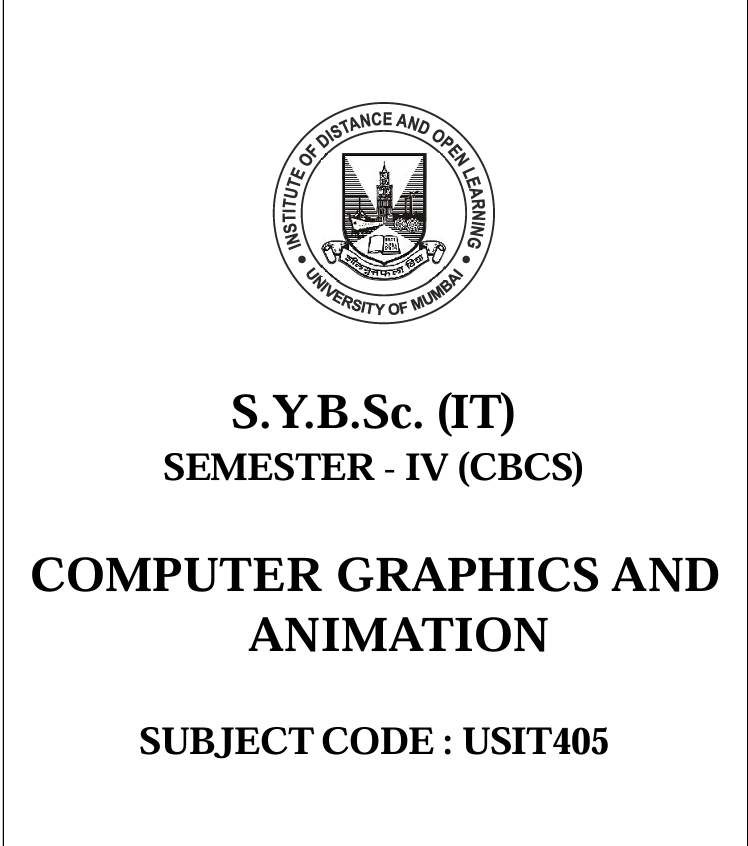 INSTITUTE OF DISTANCE AND OPEN LEARNING
शीलवृत्तफला विद्या
• UNIVERSITY OF MUMBAI •
S.Y.B.Sc. (IT)
SEMESTER - IV (CBCS)
COMPUTER GRAPHICS AND
ANIMATION
SUBJECT CODE : USIT405